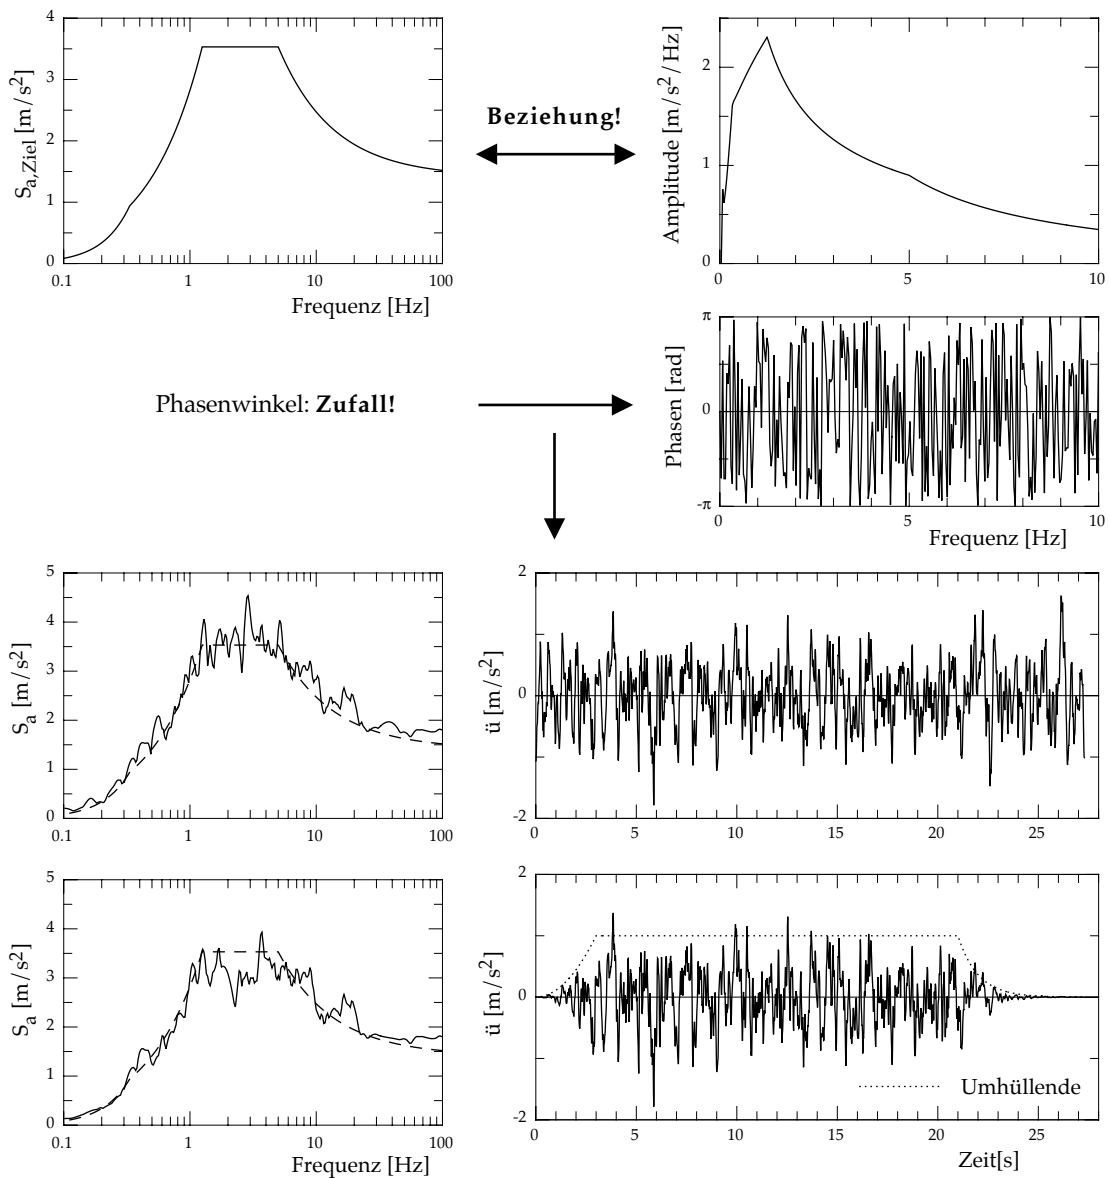 4
3
2
1
0
S_a,Ziel [m/s²]
0.1 1 10 100
Frequenz [Hz]
Beziehung!
2
1
0
Amplitude [m/s²/Hz]
0 5 10
Phasenwinkel: Zufall!
π
0
-π
Phasen [rad]
0 5 10
Frequenz [Hz]
5
4
3
2
1
0
S_a [m/s²]
0.1 1 10 100
2
1
0
-2
ü [m/s²]
0 5 10 15 20 25
5
4
3
2
1
0
S_a [m/s²]
0.1 1 10 100
Frequenz [Hz]
2
1
0
-1
-2
ü [m/s²]
Umhüllende
0 5 10 15 20 25
Zeit[s]